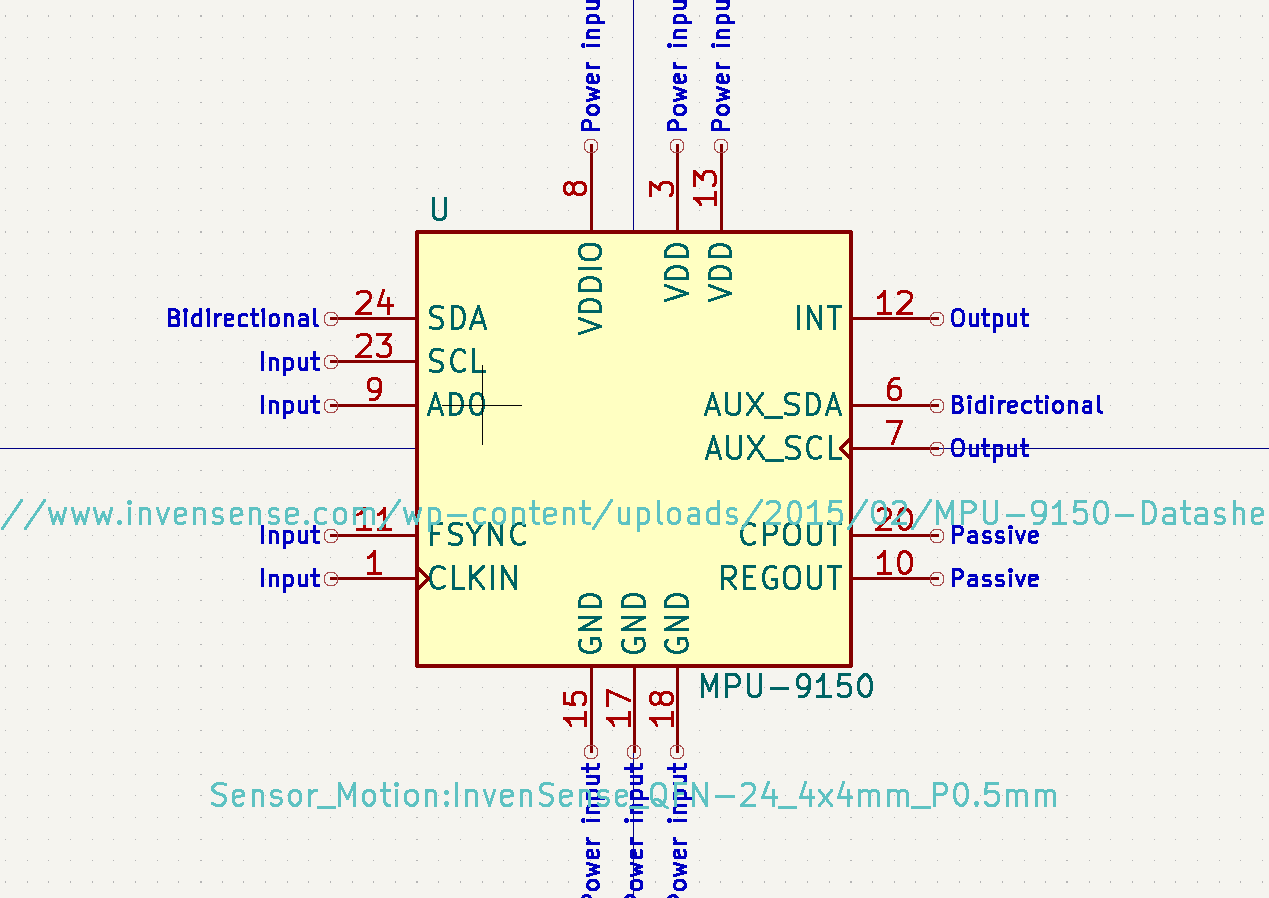 Power inpu
Power inpu
Power inpu
8
3
13
U
VDDIO
VDD
VDD
Bidirectional
24
SDA
INT
12
Output
Input
23
SCL
Input
9
AD0
AUX_SDA
6
Bidirectional
AUX_SCL
7
Output
//www.invensense.com/wp-content/uploads/2015/02/MPU-9150-Datashe
Input
11
FSYNC
CPOUT
20
Passive
Input
1
CLKIN
REGOUT
10
Passive
GND
GND
GND
15
17
18
MPU-9150
Sensor_Motion:InvenSense_QFN-24_4x4mm_P0.5mm
Power input
Power input
Power input